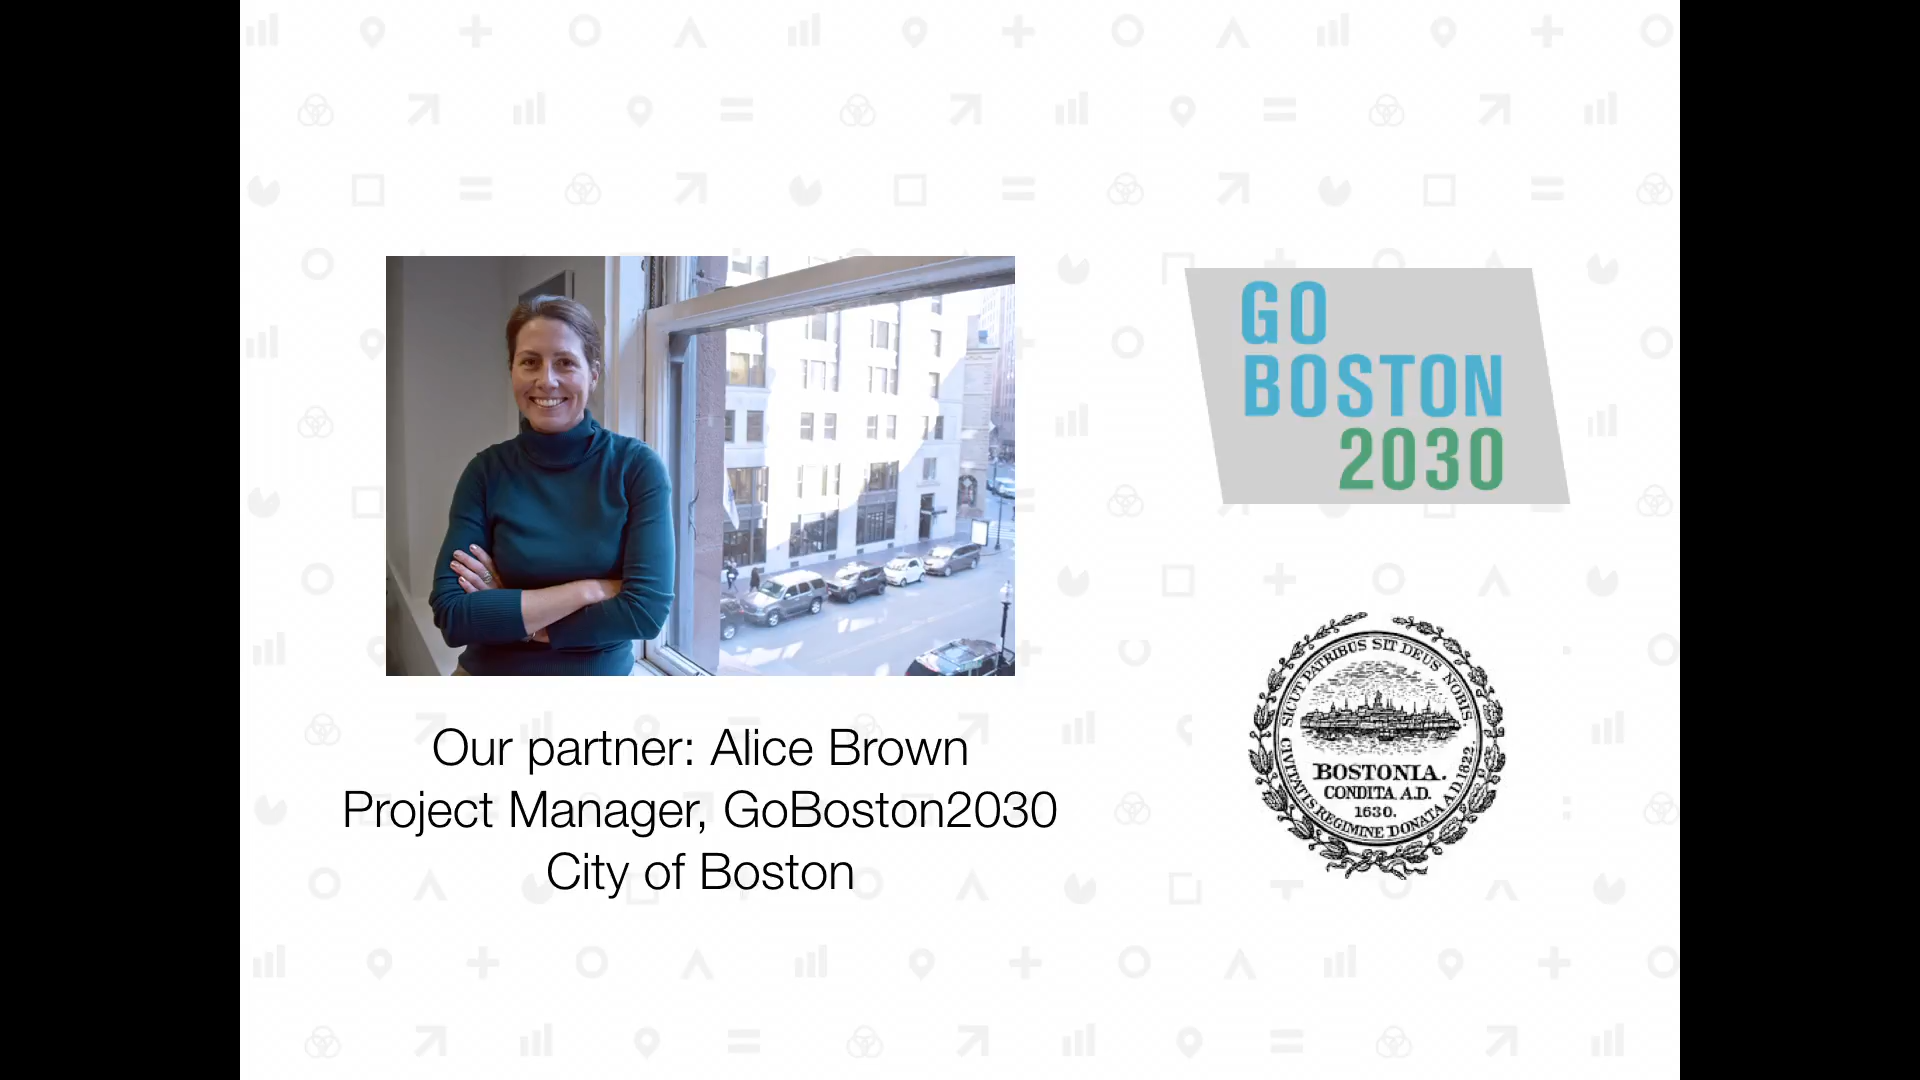 GO
BOSTON
2030
Our partner: Alice Brown
Project Manager, GoBoston2030
City of Boston
SICUT PATRIBUS SIT DEUS NOBIS.
BOSTONIA.
CONDITA A.D.
1630.
CIVITATIS REGIMINE DONATA A.D. 1822.